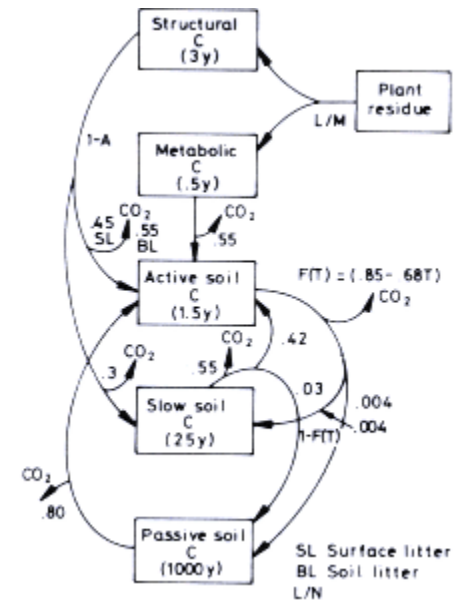 Structural
C
(3y)
Plant
residue
L/M
1-A
Metabolic
C
(.5y)
CO2
.45 .55
SL BL
CO2
.55
Active soil
C
(1.5y)
F(T) = (.85-.68T)
CO2
.42
CO2
.55
.3
.03
.004
.004
Slow soil
C
(25y)
1-F(T)
CO2
.80
Passive soil
C
(1000y)
SL Surface litter
BL Soil litter
L/N